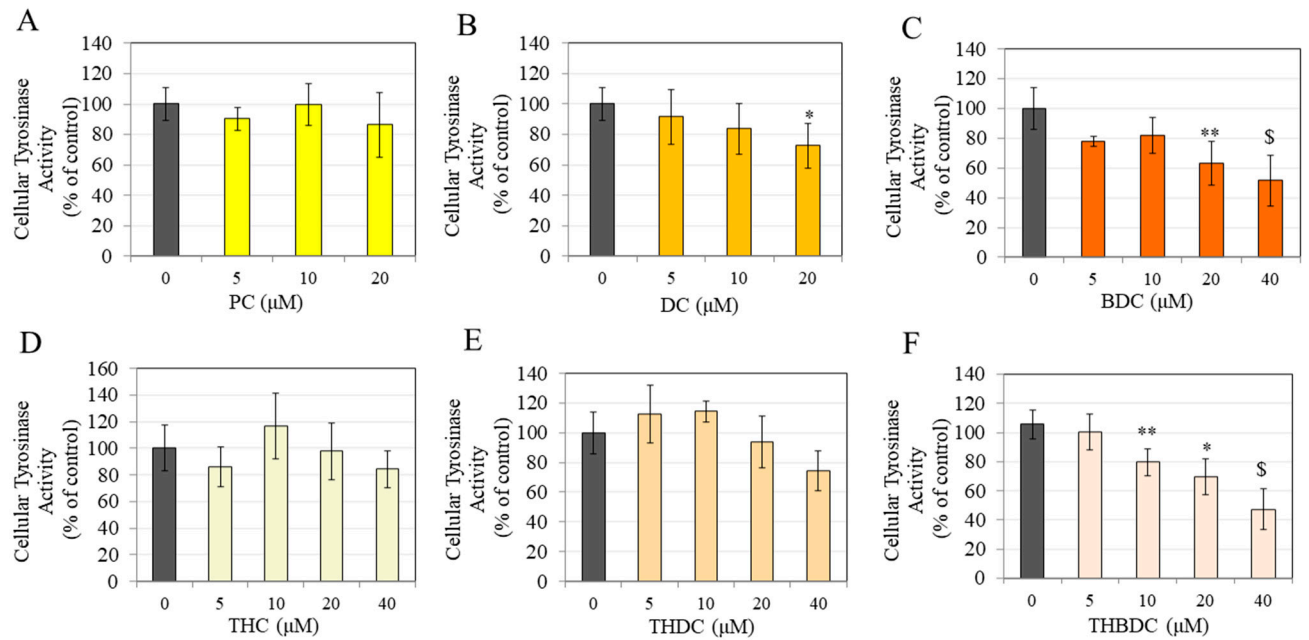 A
Cellular Tyrosinase
Activity
(% of control)
140
120
100
80
60
40
20
0
0 5 10 20
PC (μM)
B
Cellular Tyrosinase
Activity
(% of control)
140
120
100
80
60
40
20
0
*
0 5 10 20
DC (μM)
C
Cellular Tyrosinase
Activity
(% of control)
140
120
100
80
60
40
20
0
** $
0 5 10 20 40
BDC (μM)
D
Cellular Tyrosinase
Activity
(% of control)
160
140
120
100
80
60
40
20
0
0 5 10 20 40
THC (μM)
E
Cellular Tyrosinase
Activity
(% of control)
140
120
100
80
60
40
20
0
0 5 10 20 40
THDC (μM)
F
Cellular Tyrosinase
Activity
(% of control)
140
120
100
80
60
40
20
0
** * $
0 5 10 20 40
THBDC (μM)